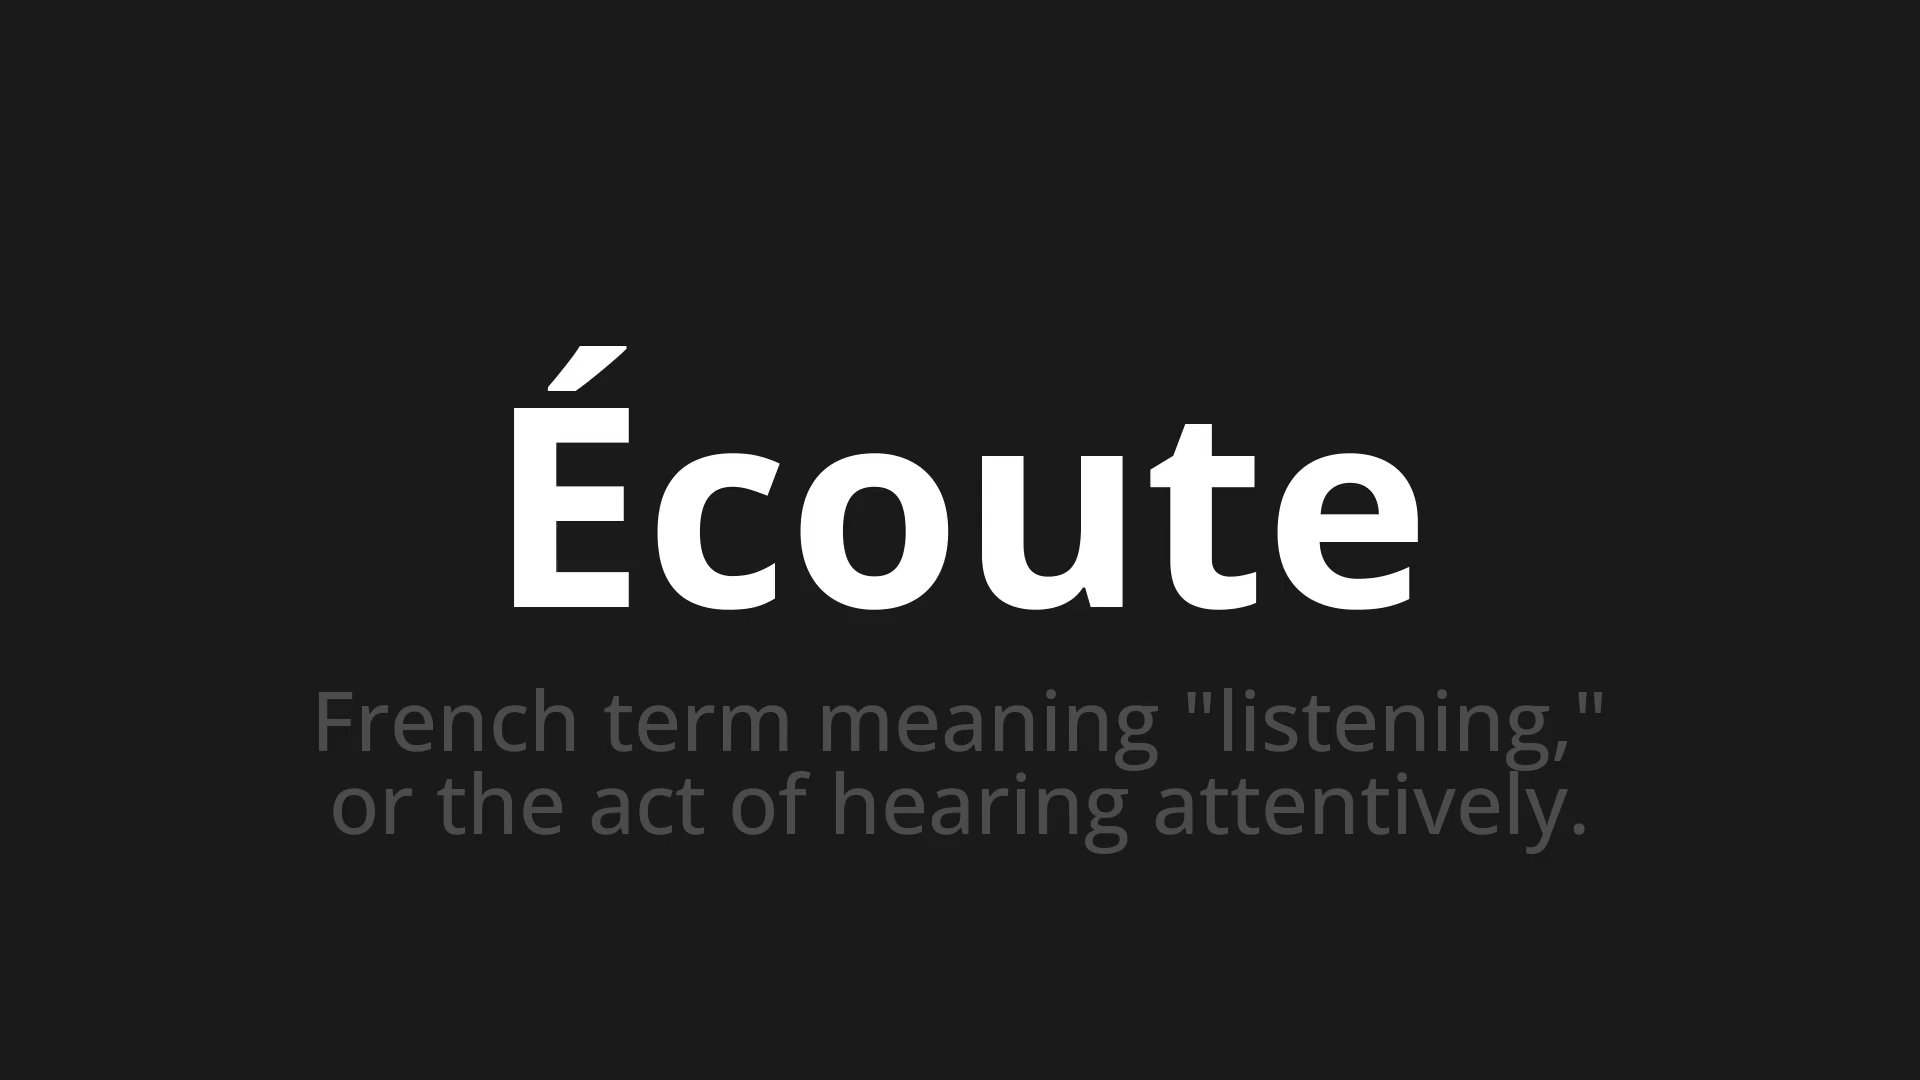 Écoute
French term meaning "listening,"
or the act of hearing attentively.